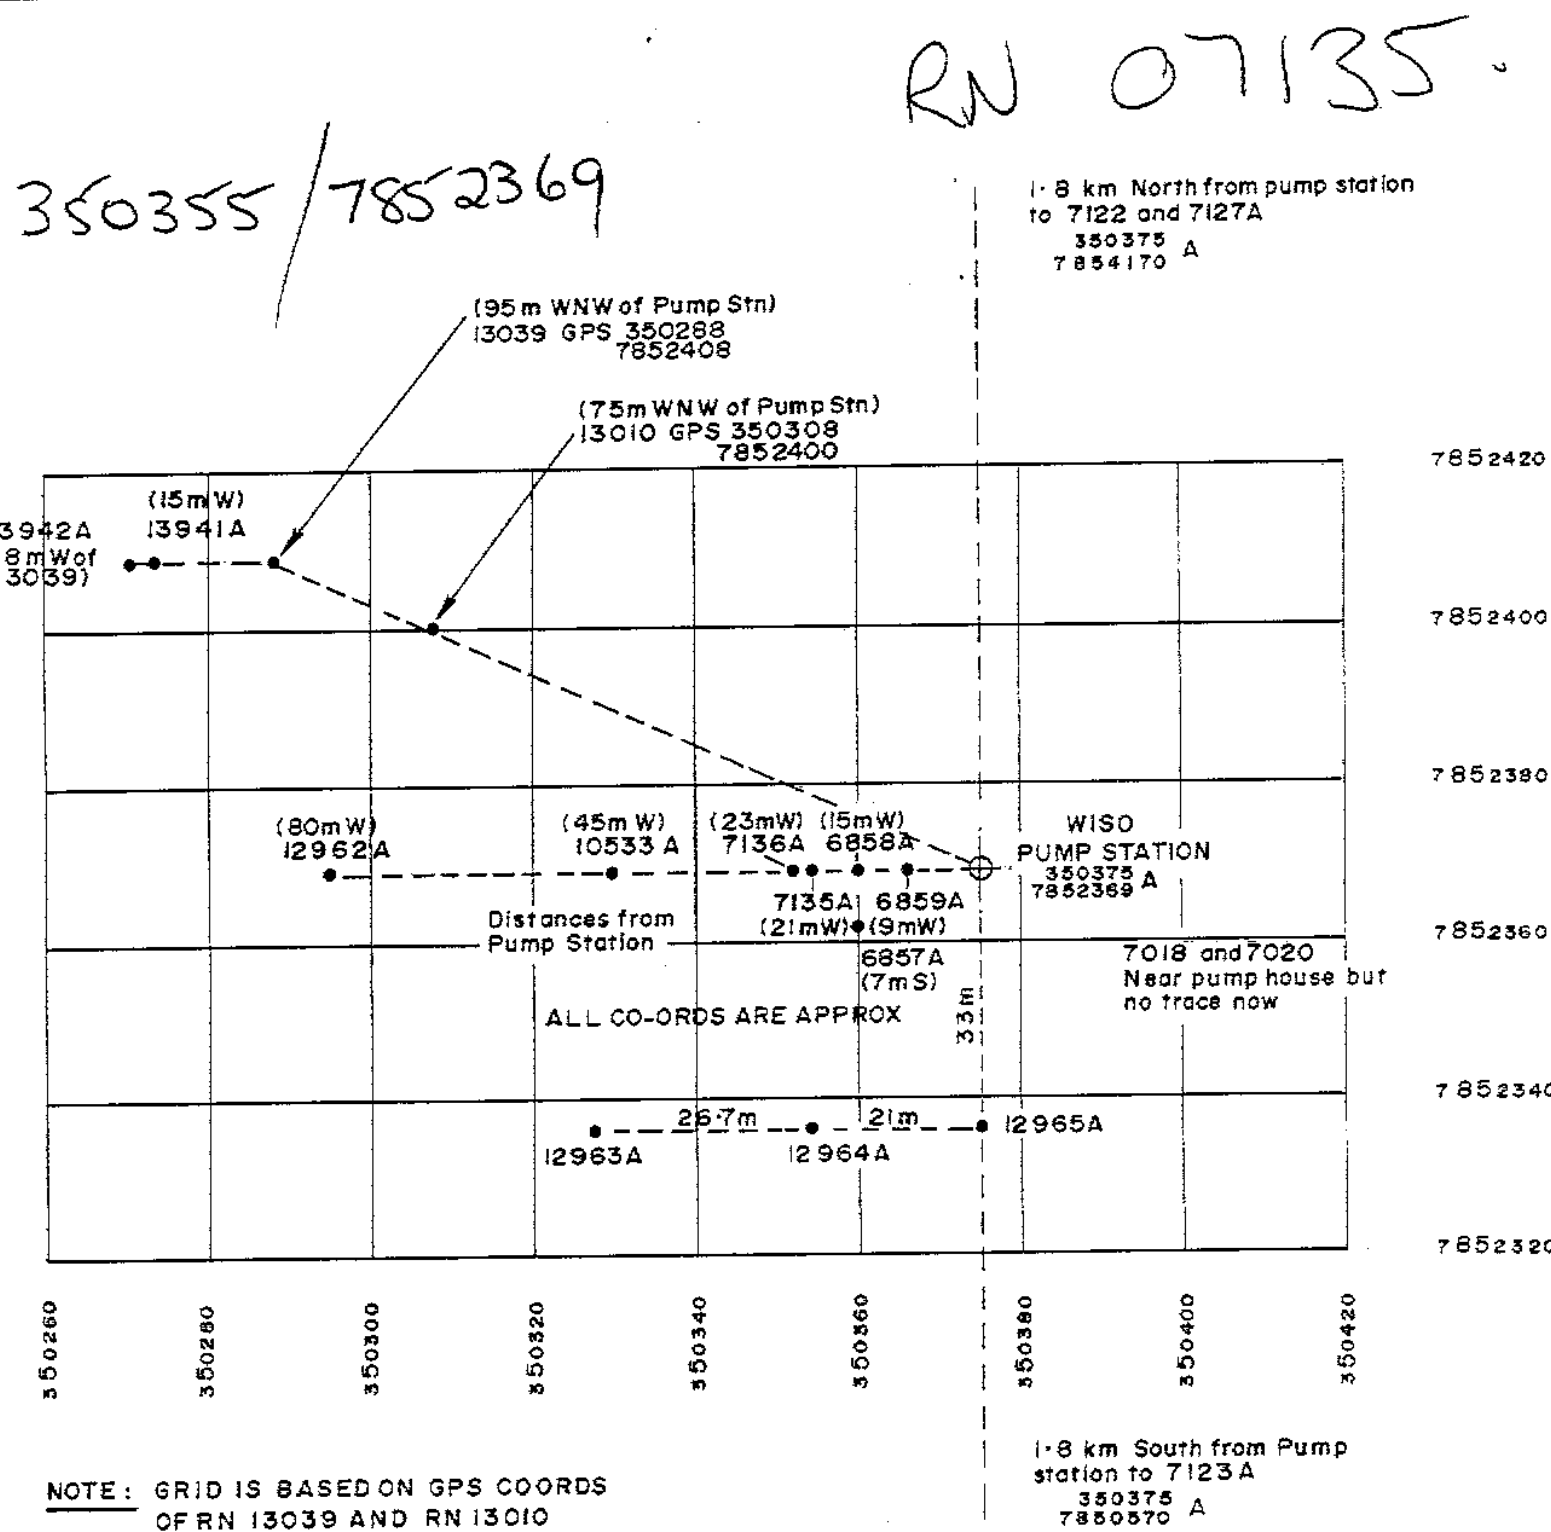 RN 07135.
350355/7852369
1·8 km North from pump station
to 7122 and 7127A
350375
7854170 A
(95m WNW of Pump Stn)
13039 GPS 350288
7852408
(75m WNW of Pump Stn)
13010 GPS 350308
7852400
7852420
(15m W)
3942A 13941A
8m W of
3039)
7852400
7852380
(80m W) (45m W) (23mW) (15mW) WISO
12962A 10533 A 7136A 6858A PUMP STATION
350375
7852369 A
7135A 6859A
Distances from (21mW) (9mW)
Pump Station
7852360
6857A
(7m S)
7018 and 7020
Near pump house but
no trace now
ALL CO-ORDS ARE APPROX
33m
7852340
26·7m 21m
12963A 12964A 12965A
7852320
350260 350280 350300 350320 350340 350360 350380 350400 350420
1·8 km South from Pump
station to 7123A
350375
7850570 A
NOTE: GRID IS BASED ON GPS COORDS
OF RN 13039 AND RN 13010